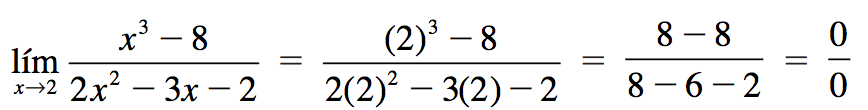 lím x→2 (x³ − 8)/(2x² − 3x − 2) = ((2)³ − 8)/(2(2)² − 3(2) − 2) = (8 − 8)/(8 − 6 − 2) = 0/0